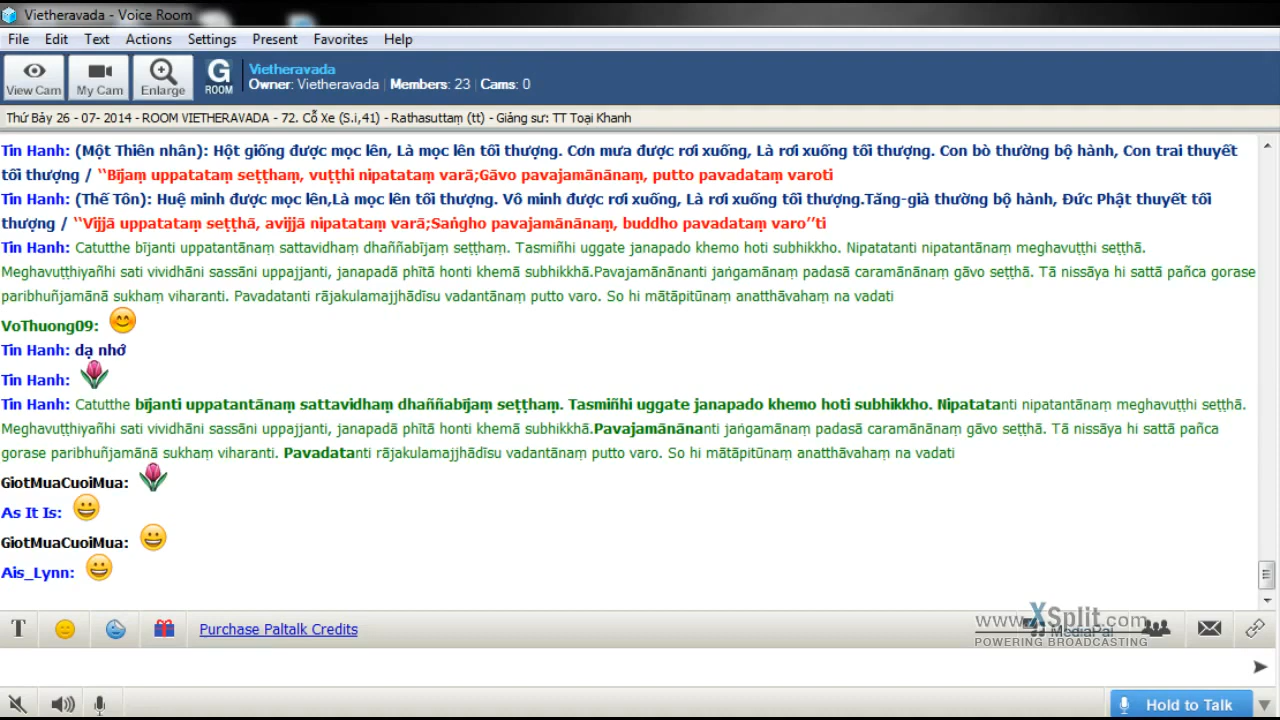 Vietheravada - Voice Room
File Edit Text Actions Settings Present Favorites Help
View Cam My Cam Enlarge G ROOM
Vietheravada
Owner: Vietheravada | Members: 23 | Cams: 0
Thứ Bảy 26 - 07- 2014 - ROOM VIETHERAVADA - 72. Cỗ Xe (S.i,41) - Rathasuttaṃ (tt) - Giảng sư: TT Toại Khanh
Tin Hanh: (Một Thiên nhân): Hột giống được mọc lên, Là mọc lên tối thượng. Cơn mưa được rơi xuống, Là rơi xuống tối thượng. Con bò thường bộ hành, Con trai thuyết
tối thượng / ‘‘Bījaṃ uppatataṃ seṭṭhaṃ, vuṭṭhi nipatataṃ varā;Gāvo pavajamānānaṃ, putto pavadataṃ varoti
Tin Hanh: (Thế Tôn): Huệ minh được mọc lên,Là mọc lên tối thượng. Vô minh được rơi xuống, Là rơi xuống tối thượng.Tăng-già thường bộ hành, Đức Phật thuyết tối
thượng / ‘‘Vijjā uppatataṃ seṭṭhā, avijjā nipatataṃ varā;Saṅgho pavajamānānaṃ, buddho pavadataṃ varo’’ti
Tin Hanh: Catutthe bījanti uppatantānaṃ sattavidhaṃ dhaññabījaṃ seṭṭhaṃ. Tasmiñhi uggate janapado khemo hoti subhikkho. Nipatatanti nipatantānaṃ meghavuṭṭhi seṭṭhā.
Meghavuṭṭhiyañhi sati vividhāni sassāni uppajjanti, janapadā phītā honti khemā subhikkhā.Pavajamānānanti jaṅgamānaṃ padasā caramānānaṃ gāvo seṭṭhā. Tā nissāya hi sattā pañca gorase
paribhuñjamānā sukhaṃ viharanti. Pavadatanti rājakulamajjhādīsu vadantānaṃ putto varo. So hi mātāpitūnaṃ anatthāvahaṃ na vadati
VoThuong09: 😊
Tin Hanh: dạ nhớ
Tin Hanh: 🌷
Tin Hanh: Catutthe bījanti uppatantānaṃ sattavidhaṃ dhaññabījaṃ seṭṭhaṃ. Tasmiñhi uggate janapado khemo hoti subhikkho. Nipatatanti nipatantānaṃ meghavuṭṭhi seṭṭhā.
Meghavuṭṭhiyañhi sati vividhāni sassāni uppajjanti, janapadā phītā honti khemā subhikkhā.Pavajamānānanti jaṅgamānaṃ padasā caramānānaṃ gāvo seṭṭhā. Tā nissāya hi sattā pañca
gorase paribhuñjamānā sukhaṃ viharanti. Pavadatanti rājakulamajjhādīsu vadantānaṃ putto varo. So hi mātāpitūnaṃ anatthāvahaṃ na vadati
GiotMuaCuoiMua: 🌷
As It Is: 😀
GiotMuaCuoiMua: 😀
Ais_Lynn: 😀
T Purchase Paltalk Credits
www.XSplit.com
MediaPal
POWERING BROADCASTING
Hold to Talk